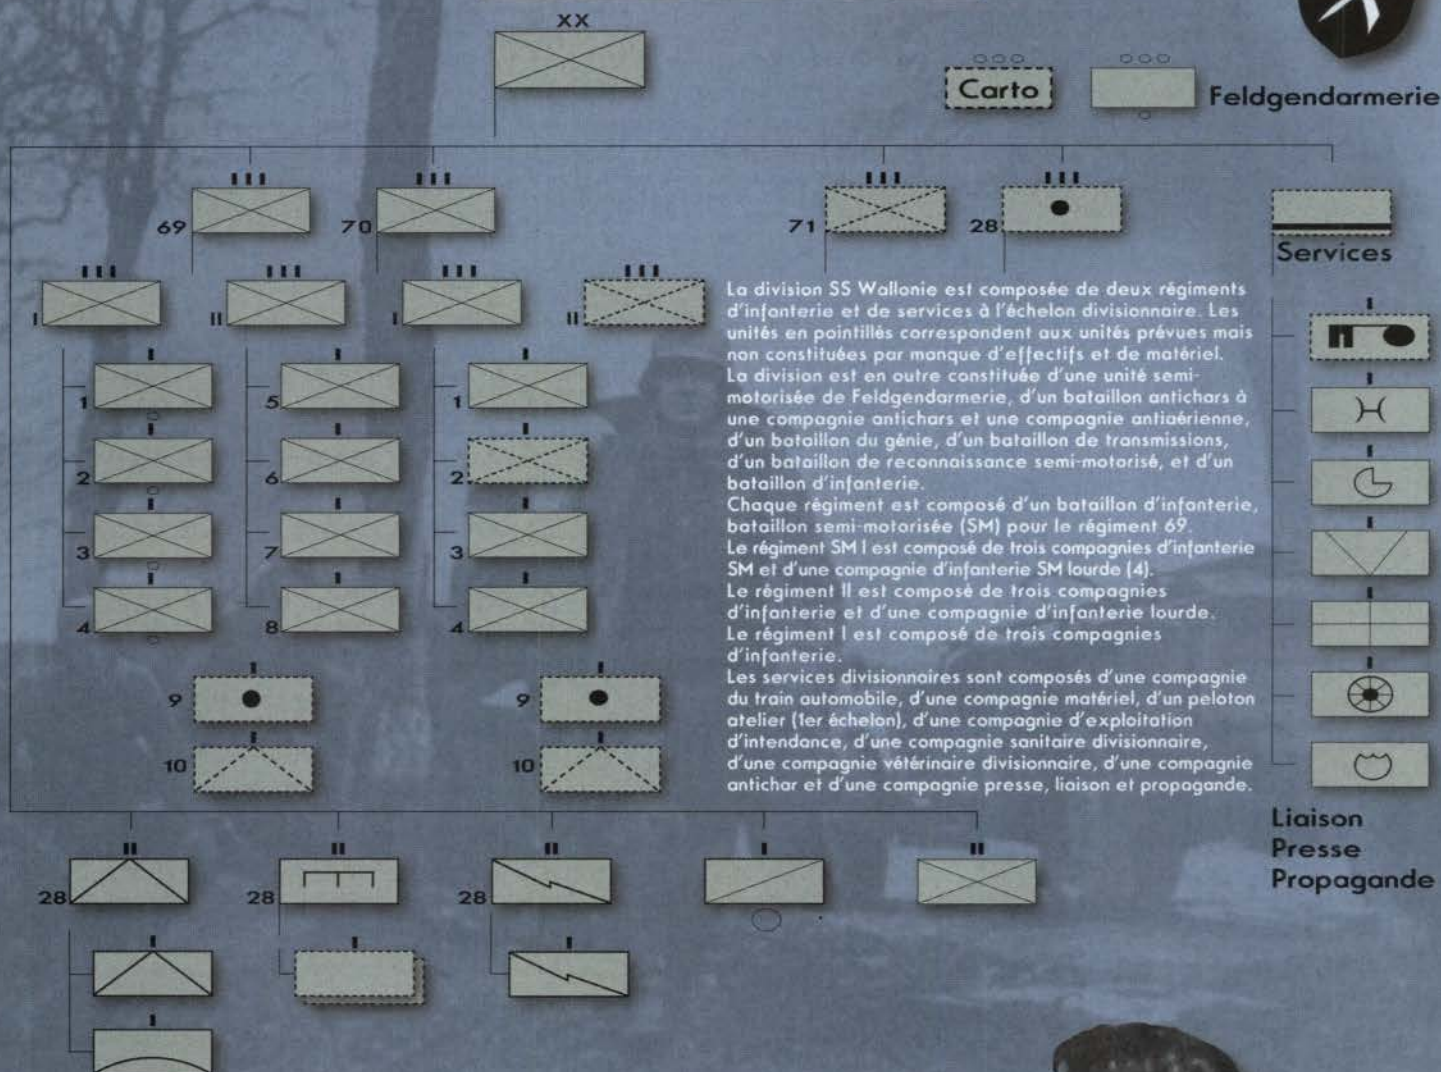 XX
Carto
Feldgendarmerie
69
70
71
28
Services
I
II
I
II
1
5
1
2
6
2
3
7
3
4
8
4
9
9
10
10
La division SS Wallonie est composée de deux régiments
d'infanterie et de services à l'échelon divisionnaire. Les
unités en pointillés correspondent aux unités prévues mais
non constituées par manque d'effectifs et de matériel.
La division est en outre constituée d'une unité semi-
motorisée de Feldgendarmerie, d'un bataillon antichars à
une compagnie antichars et une compagnie antiaérienne,
d'un bataillon du génie, d'un bataillon de transmissions,
d'un bataillon de reconnaissance semi-motorisé, et d'un
bataillon d'infanterie.
Chaque régiment est composé d'un bataillon d'infanterie,
bataillon semi-motorisée (SM) pour le régiment 69.
Le régiment SM I est composé de trois compagnies d'infanterie
SM et d'une compagnie d'infanterie SM lourde (4).
Le régiment II est composé de trois compagnies
d'infanterie et d'une compagnie d'infanterie lourde.
Le régiment I est composé de trois compagnies
d'infanterie.
Les services divisionnaires sont composés d'une compagnie
du train automobile, d'une compagnie matériel, d'un peloton
atelier (1er échelon), d'une compagnie d'exploitation
d'intendance, d'une compagnie sanitaire divisionnaire,
d'une compagnie vétérinaire divisionnaire, d'une compagnie
antichar et d'une compagnie presse, liaison et propagande.
Liaison
Presse
Propagande
28
28
28